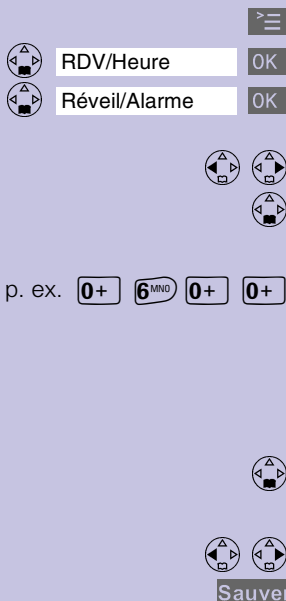 RDV/Heure OK
Réveil/Alarme OK
p. ex. 0+ 6MNO 0+ 0+
Sauver